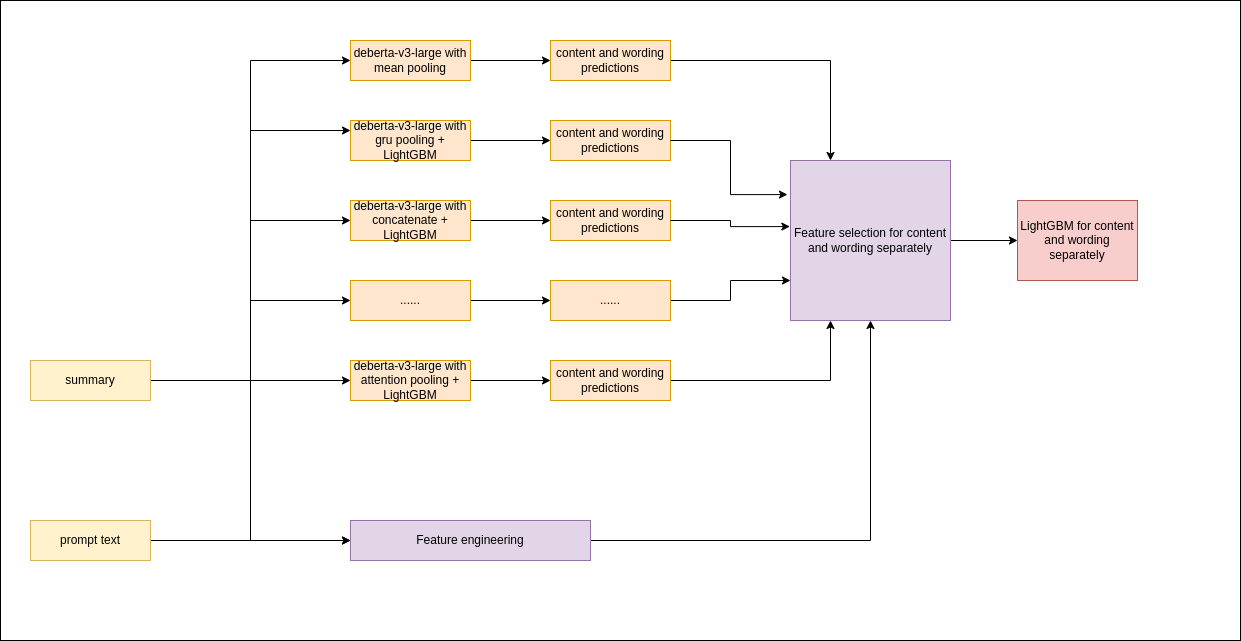 deberta-v3-large with
mean pooling
content and wording
predictions
deberta-v3-large with
gru pooling +
LightGBM
content and wording
predictions
deberta-v3-large with
concatenate +
LightGBM
content and wording
predictions
Feature selection for content
and wording separately
LightGBM for content
and wording
separately
......
......
summary
deberta-v3-large with
attention pooling +
LightGBM
content and wording
predictions
prompt text
Feature engineering